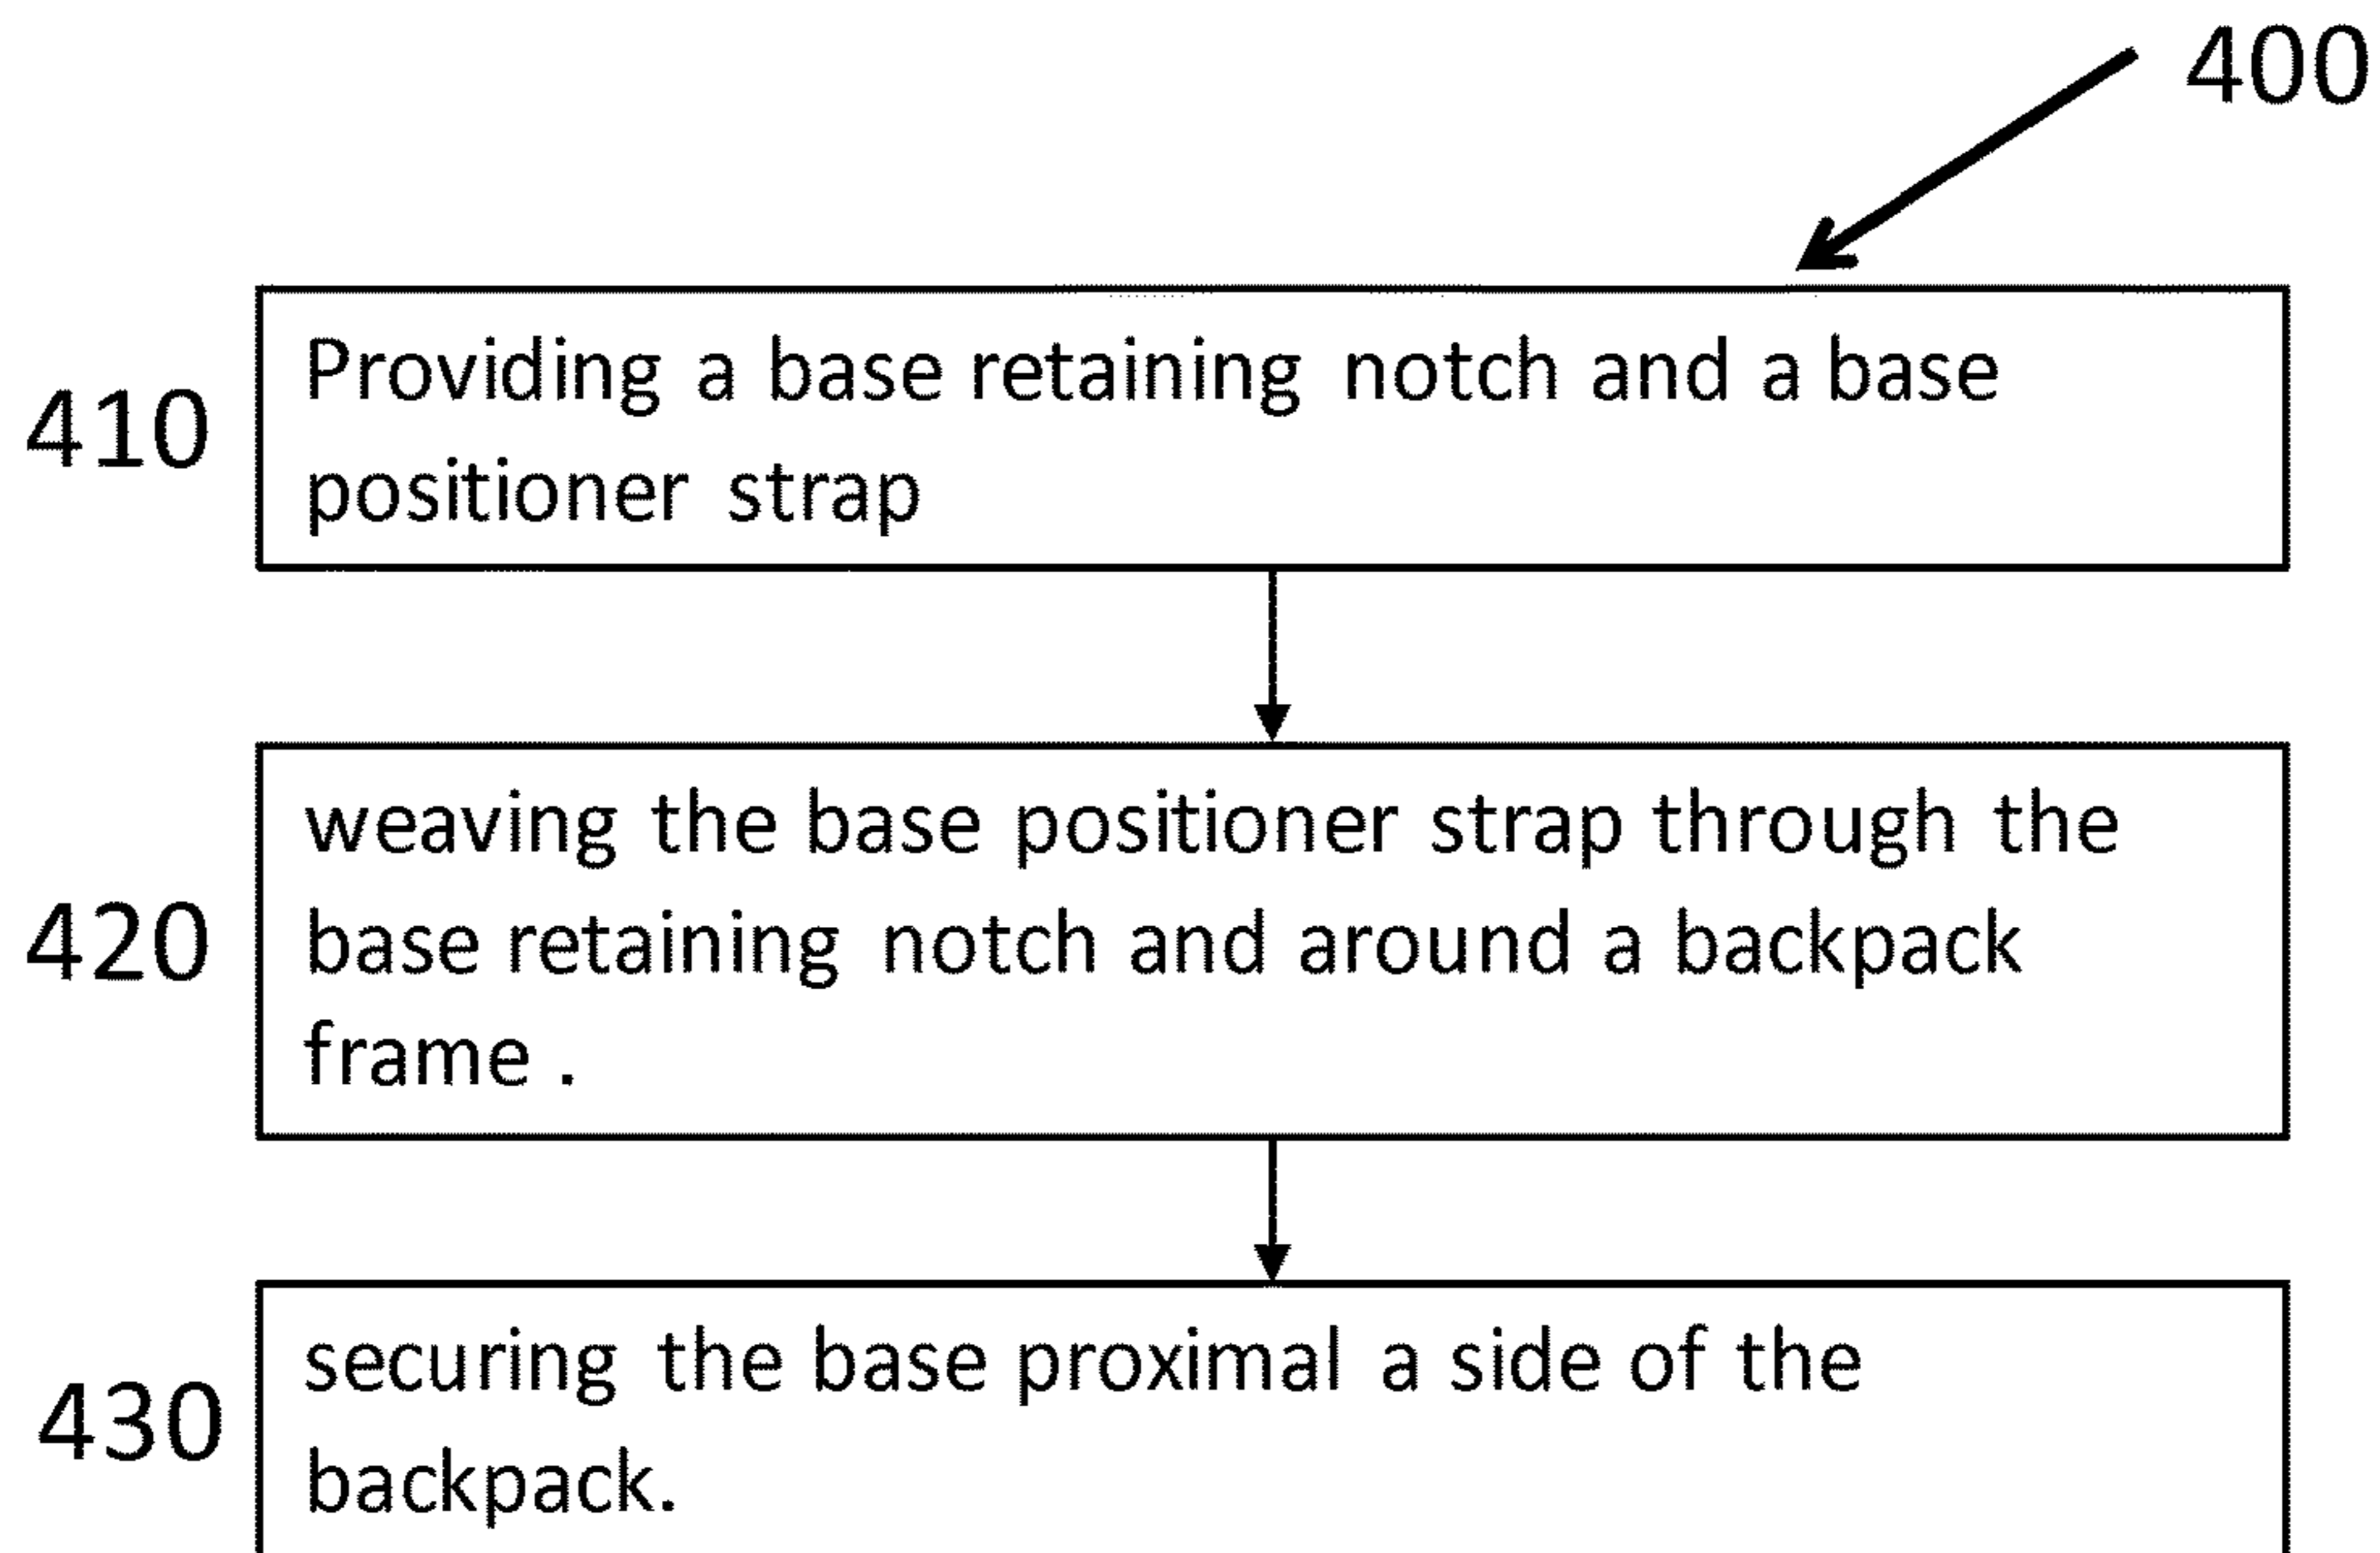 400
410
Providing a base retaining notch and a base
positioner strap
420
weaving the base positioner strap through the
base retaining notch and around a backpack
frame .
430
securing the base proximal a side of the
backpack.